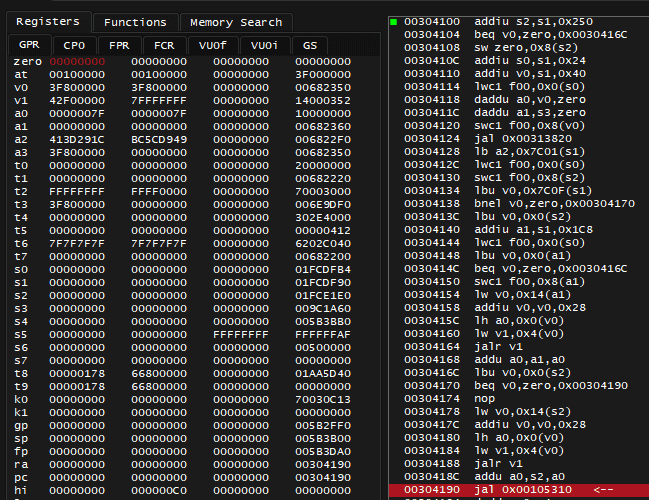 Registers Functions Memory Search
GPR CP0 FPR FCR VU0f VU0i GS
zero 00000000 00000000 00000000 00000000
at 00100000 00100000 00000000 3F000000
v0 3F800000 3F800000 00000000 00682350
v1 42F00000 7FFFFFFF 00000000 14000352
a0 0000007F 0000007F 00000000 10000000
a1 00000000 00000000 00000000 00682360
a2 413D291C BC5CD949 00000000 006822F0
a3 3F800000 00000000 00000000 00682350
t0 00000000 00000000 00000000 20000000
t1 00000000 00000000 00000000 00682220
t2 FFFFFFFF FFFF0000 00000000 70003000
t3 3F800000 00000000 00000000 006E9DF0
t4 00000000 00000000 00000000 302E4000
t5 00000000 00000000 00000000 00000412
t6 7F7F7F7F 7F7F7F7F 00000000 6202C040
t7 00000000 00000000 00000000 00682200
s0 00000000 00000000 00000000 01FCDFB4
s1 00000000 00000000 00000000 01FCDF90
s2 00000000 00000000 00000000 01FCE1E0
s3 00000000 00000000 00000000 009C1A60
s4 00000000 00000000 00000000 005B3BB0
s5 00000000 00000000 FFFFFFFF FFFFFFAF
s6 00000000 00000000 00000000 00500000
s7 00000000 00000000 00000000 00000000
t8 00000178 66800000 00000000 01AA5D40
t9 00000178 66800000 00000000 00000000
k0 00000000 00000000 00000000 70030C13
k1 00000000 00000000 00000000 00000000
gp 00000000 00000000 00000000 005B2FF0
sp 00000000 00000000 00000000 005B3B00
fp 00000000 00000000 00000000 005B3DA0
ra 00000000 00000000 00000000 00304190
pc 00000000 00000000 00000000 00304190
hi 00000000 000000C0 00000000 00000000
00304100 addiu s2,s1,0x250
00304104 beq v0,zero,0x0030416C
00304108 sw zero,0x8(s2)
0030410C addiu s0,s1,0x24
00304110 addiu v0,s1,0x40
00304114 lwc1 f00,0x0(s0)
00304118 daddu a0,v0,zero
0030411C daddu a1,s3,zero
00304120 swc1 f00,0x8(v0)
00304124 jal 0x00313820
00304128 lb a2,0x7C01(s1)
0030412C lwc1 f00,0x0(s0)
00304130 swc1 f00,0x8(s2)
00304134 lbu v0,0x7C0F(s1)
00304138 bnel v0,zero,0x00304170
0030413C lbu v0,0x0(s2)
00304140 addiu a1,s1,0x1C8
00304144 lwc1 f00,0x0(s0)
00304148 lbu v0,0x0(a1)
0030414C beq v0,zero,0x0030416C
00304150 swc1 f00,0x8(a1)
00304154 lw v0,0x14(a1)
00304158 addiu v0,v0,0x28
0030415C lh a0,0x0(v0)
00304160 lw v1,0x4(v0)
00304164 jalr v1
00304168 addu a0,a1,a0
0030416C lbu v0,0x0(s2)
00304170 beq v0,zero,0x00304190
00304174 nop
00304178 lw v0,0x14(s2)
0030417C addiu v0,v0,0x28
00304180 lh a0,0x0(v0)
00304184 lw v1,0x4(v0)
00304188 jalr v1
0030418C addu a0,s2,a0
00304190 jal 0x00105310 <--